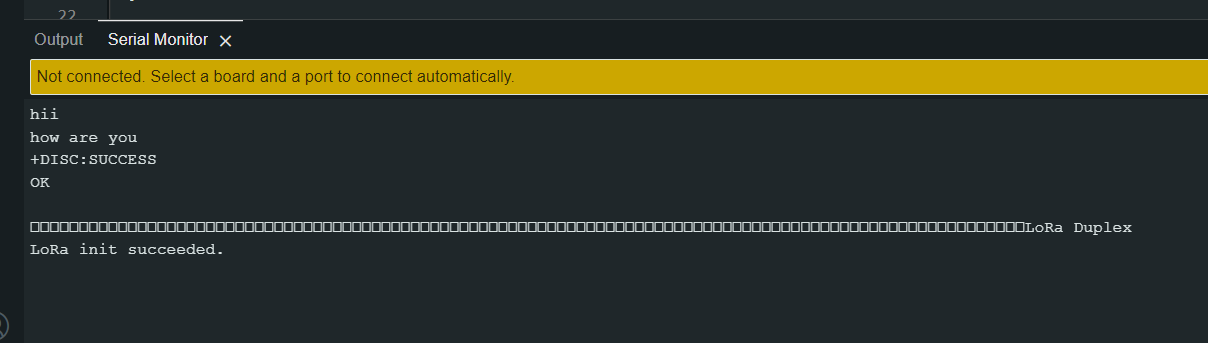 22
Output Serial Monitor
Not connected. Select a board and a port to connect automatically.
hii
how are you
+DISC:SUCCESS
OK
□□□□□□□□□□□□□□□□□□□□□□□□□□□□□□□□□□□□□□□□□□□□□□□□□□□□□□□□□□□□□□□□□□□□□□□□□□□□□□□□□□□□□□□□□□□□□□□□□□□□□□LoRa Duplex
LoRa init succeeded.